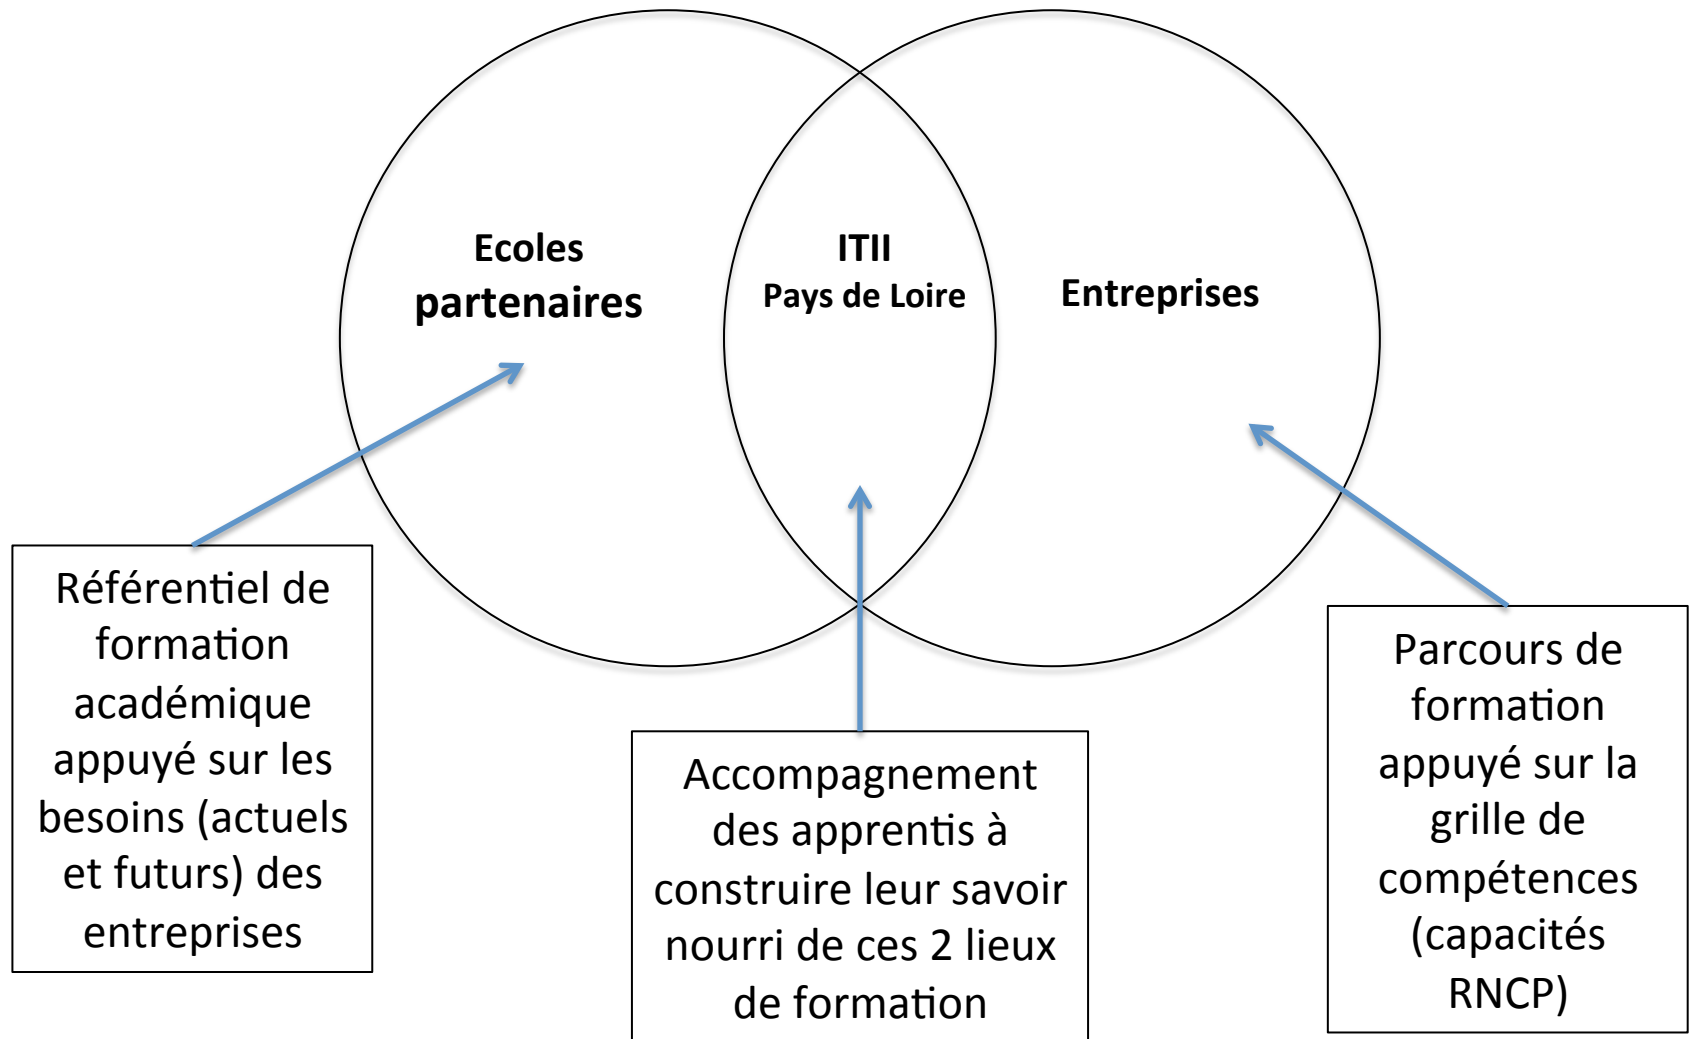 Ecoles
partenaires
ITII
Pays de Loire
Entreprises
Référentiel de
formation
académique
appuyé sur les
besoins (actuels
et futurs) des
entreprises
Accompagnement
des apprentis à
construire leur savoir
nourri de ces 2 lieux
de formation
Parcours de
formation
appuyé sur la
grille de
compétences
(capacités
RNCP)